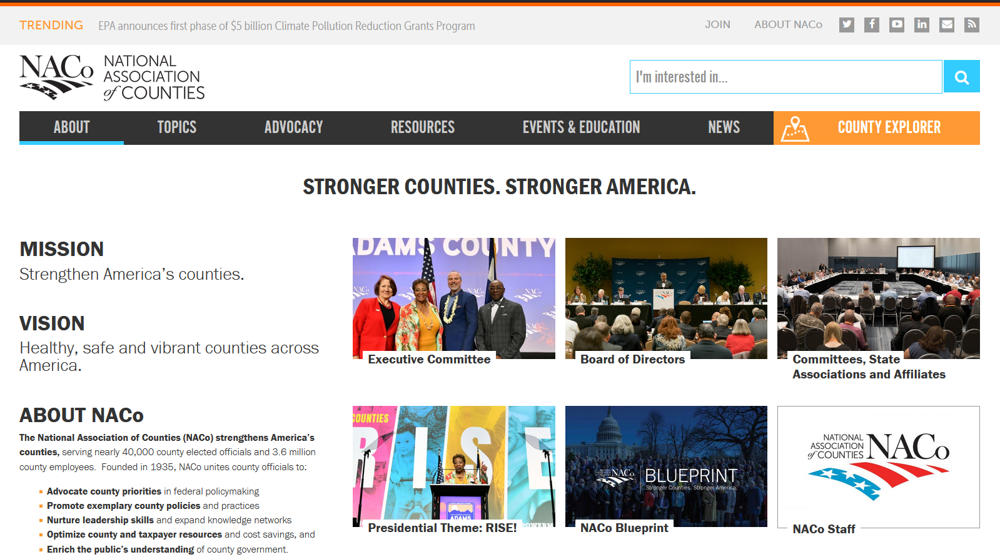 TRENDING EPA announces first phase of $5 billion Climate Pollution Reduction Grants Program JOIN ABOUT NACo
NACo NATIONAL
ASSOCIATION
of COUNTIES
I'm interested in...
ABOUT TOPICS ADVOCACY RESOURCES EVENTS & EDUCATION NEWS COUNTY EXPLORER
STRONGER COUNTIES. STRONGER AMERICA.
MISSION
Strengthen America's counties.
VISION
Healthy, safe and vibrant counties across
America.
ABOUT NACo
The National Association of Counties (NACo) strengthens America's
counties, serving nearly 40,000 county elected officials and 3.6 million
county employees. Founded in 1935, NACo unites county officials to:
Advocate county priorities in federal policymaking
Promote exemplary county policies and practices
Nurture leadership skills and expand knowledge networks
Optimize county and taxpayer resources and cost savings, and
Enrich the public's understanding of county government.
ADAMS COUNTY
NACo
NACo
NACo
Executive Committee
NACo
Board of Directors
Committees, State
Associations and Affiliates
COUNTIES
RISE
ADAMS
Presidential Theme: RISE!
NACo BLUEPRINT
Stronger Counties. Stronger America.
NACo Blueprint
NATIONAL
ASSOCIATION
of COUNTIES NACo
NACo Staff